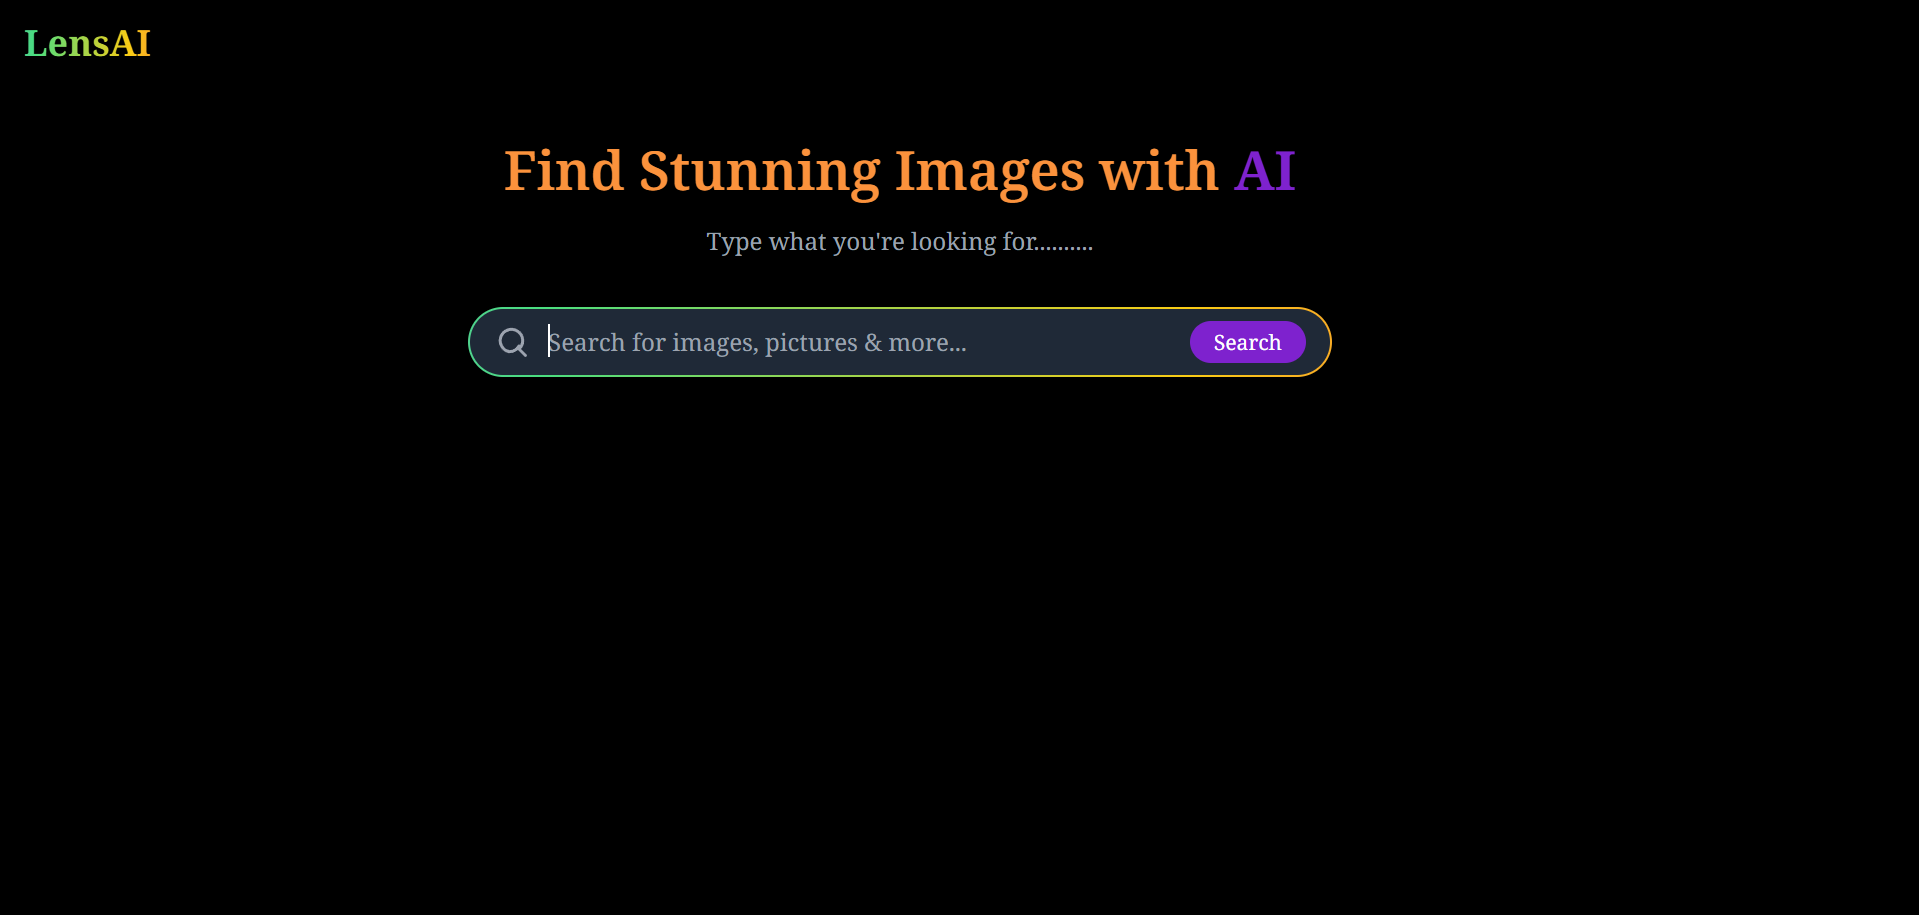 LensAI
Find Stunning Images with AI
Type what you're looking for..........
Search for images, pictures & more...
Search